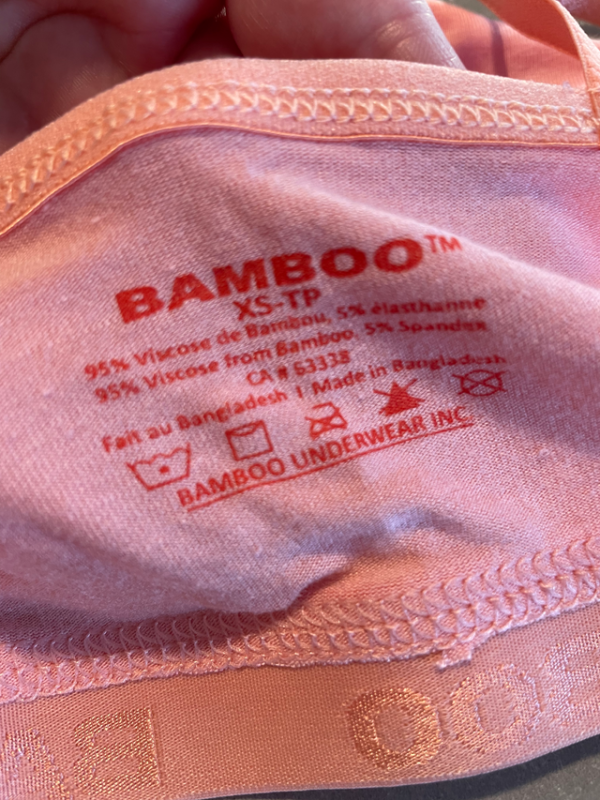 BAMBOO™
XS-TP
95% Viscose de Bambou, 5% élasthanne
95% Viscose from Bamboo. 5% Spandex
CA # 63338
Fait au Bangladesh | Made in Bangladesh
BAMBOO UNDERWEAR INC